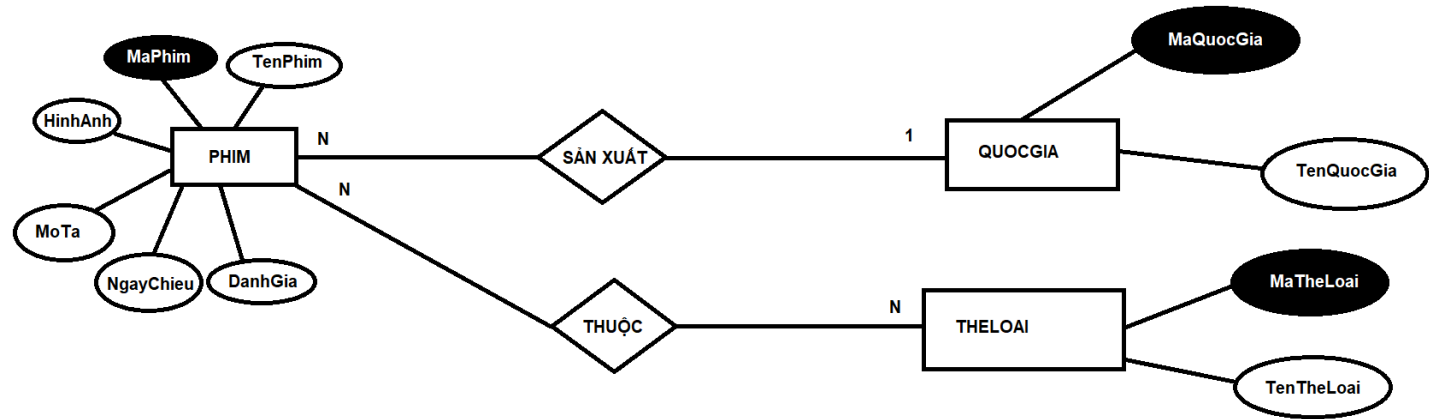 MaPhim
TenPhim
HinhAnh
PHIM
MoTa
NgayChieu
DanhGia
N
N
SẢN XUẤT
1
QUOCGIA
MaQuocGia
TenQuocGia
THUỘC
N
THELOAI
MaTheLoai
TenTheLoai